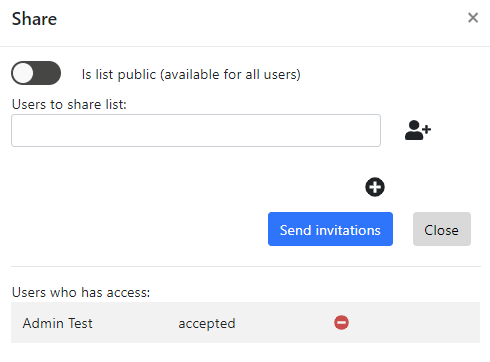 Share
Is list public (available for all users)
Users to share list:
Send invitations Close
Users who has access:
Admin Test accepted